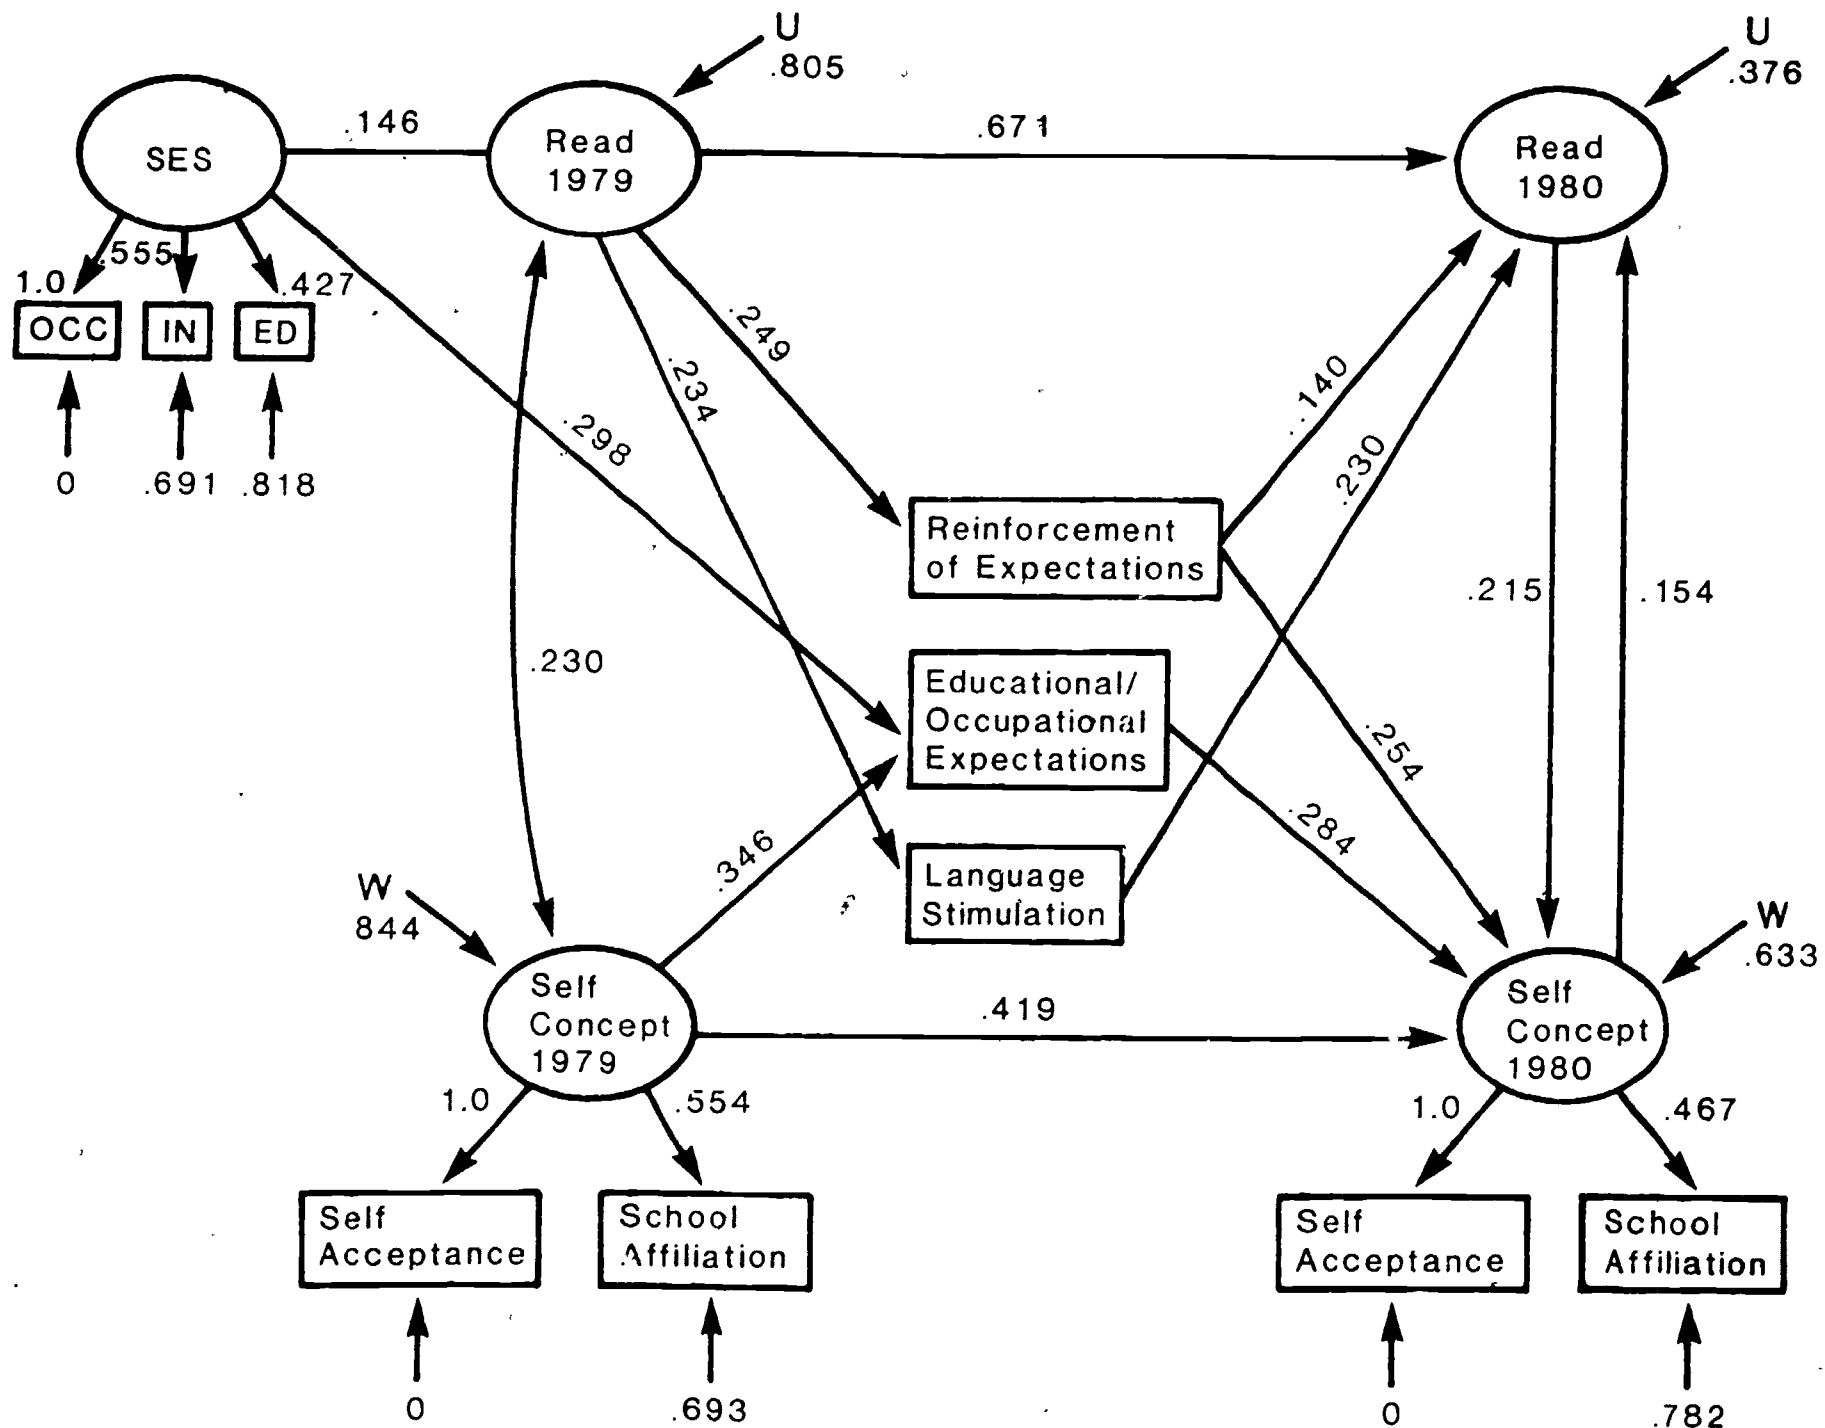 U
.805
U
.376
.146
.671
SES
Read
1979
Read
1980
.555
1.0
.427
OCC
IN
ED
0
.691
.818
.249
.234
.298
.140
.230
Reinforcement
of Expectations
.230
.215
.154
Educational/
Occupational
Expectations
.254
.284
.346
Language
Stimulation
W
844
W
.633
Self
Concept
1979
.419
Self
Concept
1980
1.0
.554
1.0
.467
Self
Acceptance
School
Affiliation
Self
Acceptance
School
Affiliation
0
.693
0
.782